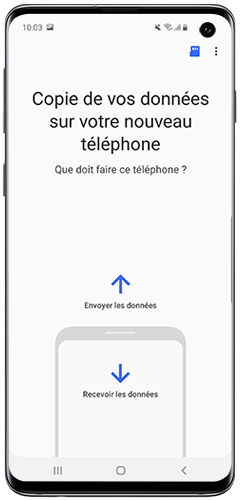 10:03
Copie de vos données
sur votre nouveau
téléphone
Que doit faire ce téléphone ?
Envoyer les données
Recevoir les données